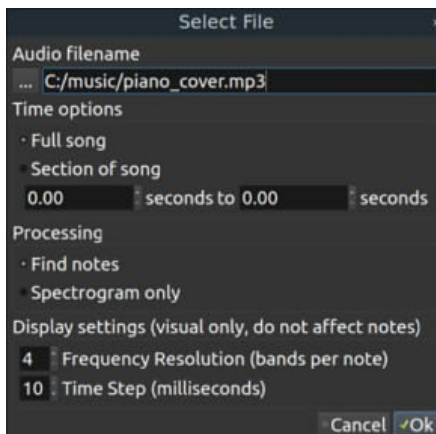 Select File
Audio filename
... C:/music/piano_cover.mp3
Time options
Full song
Section of song
0.00 seconds to 0.00 seconds
Processing
Find notes
Spectrogram only
Display settings (visual only, do not affect notes)
4 Frequency Resolution (bands per note)
10 Time Step (milliseconds)
Cancel Ok